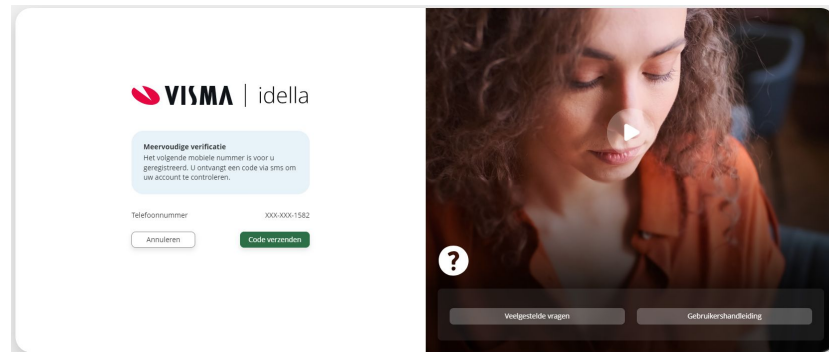 VISMA | idella
Meervoudige verificatie
Het volgende mobiele nummer is voor u
geregistreerd. U ontvangt een code via sms om
uw account te controleren.
Telefoonnummer XXX-XXX-1582
Annuleren Code verzenden
?
Veelgestelde vragen Gebruikershandleiding